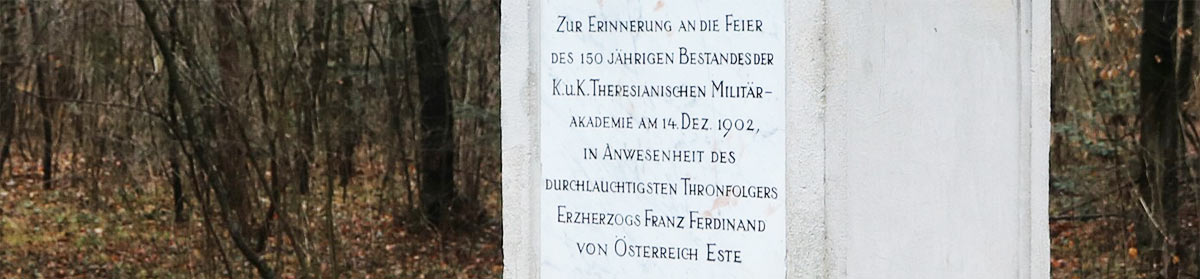 Zur Erinnerung an die Feier
des 150 jährigen Bestandes der
K.u.K. Theresianischen Militär-
akademie am 14. Dez. 1902,
in Anwesenheit des
durchlauchtigsten Thronfolgers
Erzherzogs Franz Ferdinand
von Österreich Este